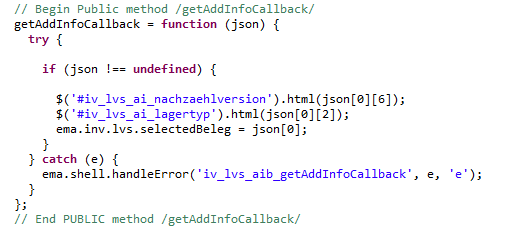 // Begin Public method /getAddInfoCallback/
getAddInfoCallback = function (json) {
try {
if (json !== undefined) {
$('#iv_lvs_ai_nachzaehlversion').html(json[0][6]);
$('#iv_lvs_ai_lagertyp').html(json[0][2]);
ema.inv.lvs.selectedBeleg = json[0];
}
} catch (e) {
ema.shell.handleError('iv_lvs_aib_getAddInfoCallback', e, 'e');
}
};
// End PUBLIC method /getAddInfoCallback/